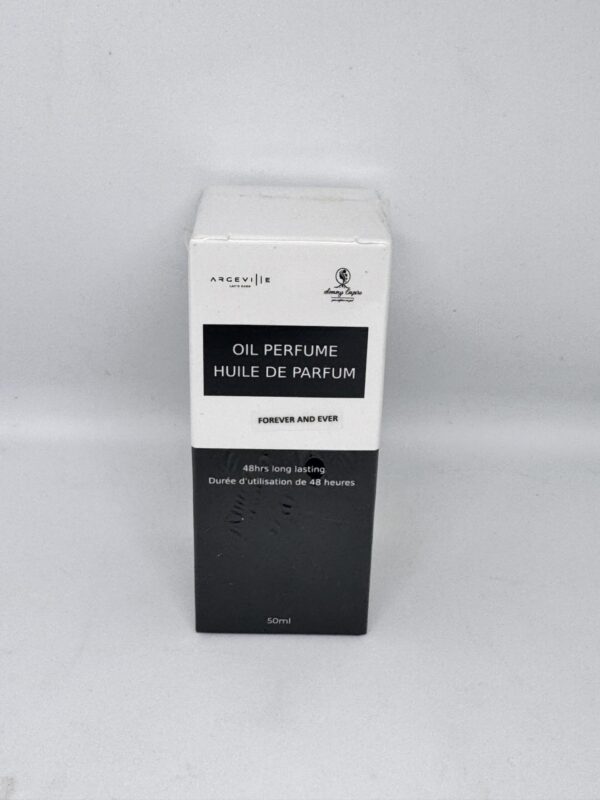 ARGEVILLE
OIL PERFUME
HUILE DE PARFUM
FOREVER AND EVER
48hrs long lasting
Durée d'utilisation de 48 heures
50ml